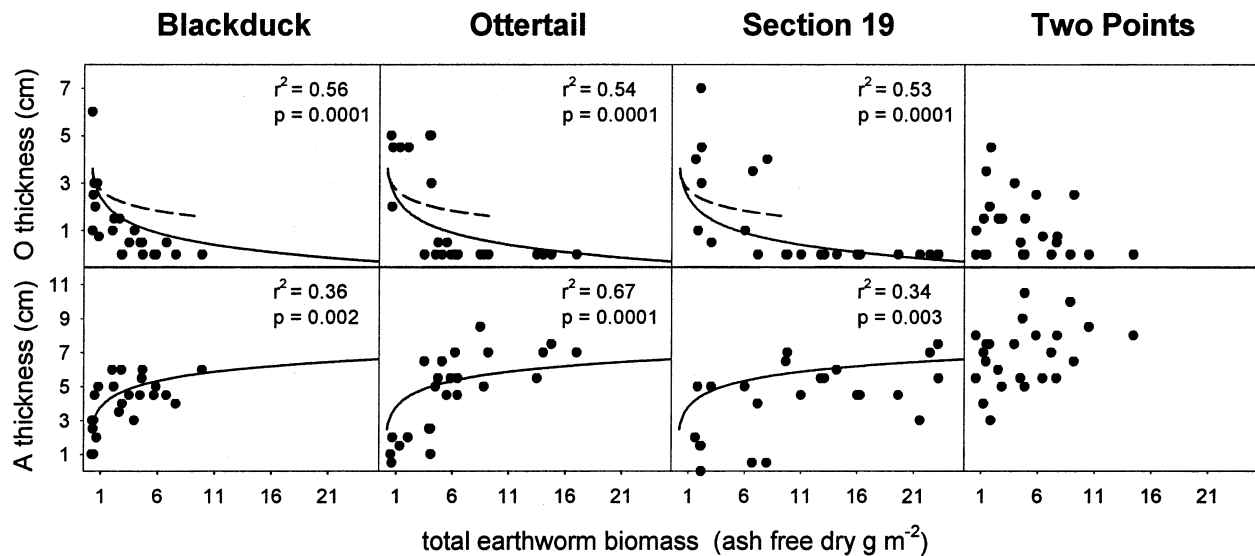 Blackduck Ottertail Section 19 Two Points
O thickness (cm)
7
5
3
1
r² = 0.56
p = 0.0001
r² = 0.54
p = 0.0001
r² = 0.53
p = 0.0001
A thickness (cm)
11
9
7
5
3
1
r² = 0.36
p = 0.002
r² = 0.67
p = 0.0001
r² = 0.34
p = 0.003
1 6 11 16 21 1 6 11 16 21 1 6 11 16 21 1 6 11 16 21
total earthworm biomass (ash free dry g m⁻²)